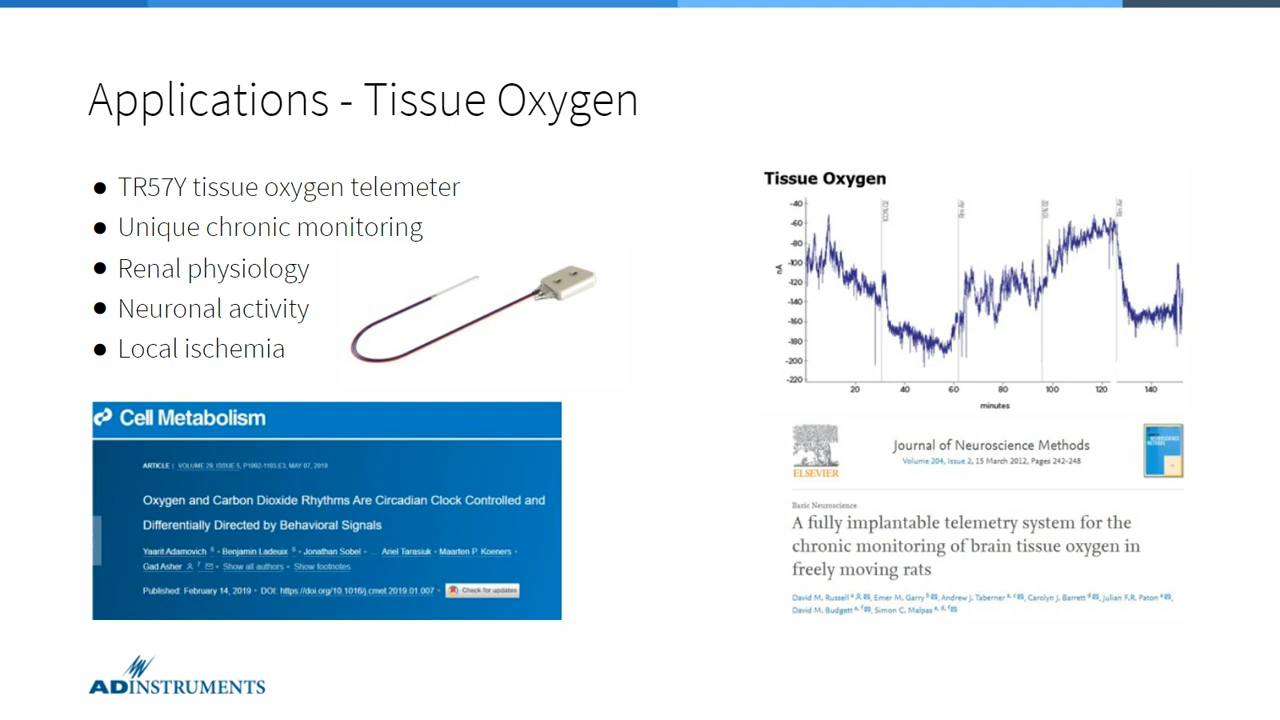 Applications - Tissue Oxygen
● TR57Y tissue oxygen telemeter
● Unique chronic monitoring
● Renal physiology
● Neuronal activity
● Local ischemia
Cell Metabolism
ARTICLE | VOLUME 29, ISSUE 5, P1092-1103.E3, MAY 07, 2019
Oxygen and Carbon Dioxide Rhythms Are Circadian Clock Controlled and
Differentially Directed by Behavioral Signals
Yaarit Adamovich 6 • Benjamin Ladeuix 6 • Jonathan Sobel • ... Ariel Tarasiuk • Maarten P. Koeners •
Gad Asher 7 • Show all authors • Show footnotes
Published: February 14, 2019 • DOI: https://doi.org/10.1016/j.cmet.2019.01.007 • Check for updates
ADINSTRUMENTS
Tissue Oxygen
-40
-60
-80
-100
-120
-140
-160
-180
-200
-220
nA
20 40 60 80 100 120 140
minutes
ELSEVIER
Journal of Neuroscience Methods
Volume 204, Issue 2, 15 March 2012, Pages 242-248
Basic Neuroscience
A fully implantable telemetry system for the
chronic monitoring of brain tissue oxygen in
freely moving rats
David M. Russell a, Emer M. Garry b, Andrew J. Taberner a, c, Carolyn J. Barrett d, Julian F.R. Paton e,
David M. Budgett a, f, Simon C. Malpas a, d, f